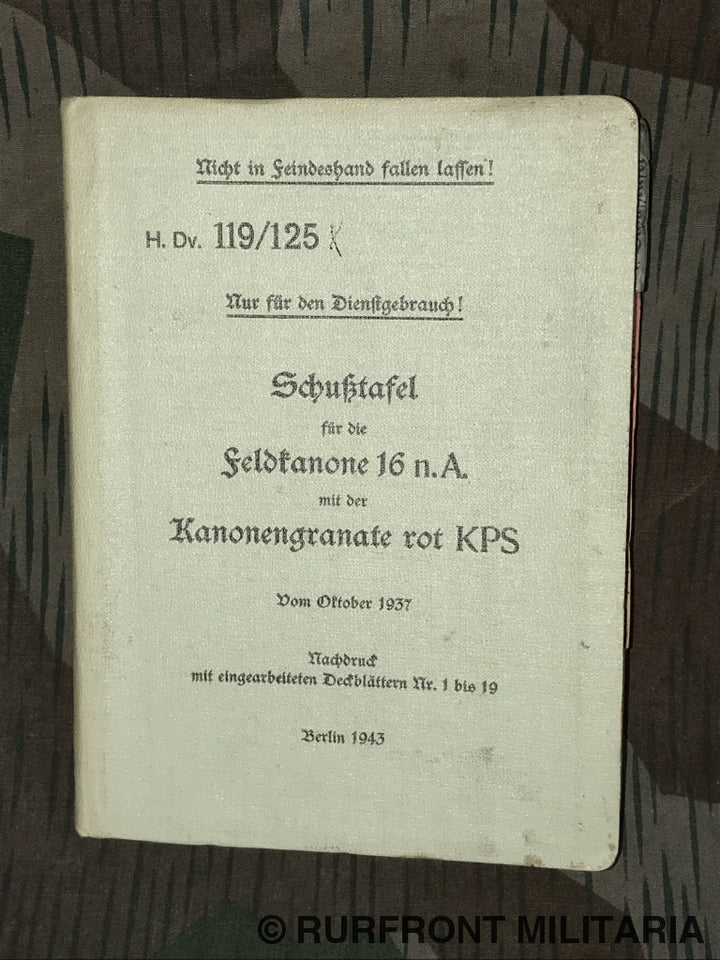 Nicht in Feindeshand fallen lassen!
H. Dv. 119/125 K
Nur für den Dienstgebrauch!
Schußtafel
für die
Feldkanone 16 n. A.
mit der
Kanonengranate rot KPS
Vom Oktober 1937
Nachdruck
mit eingearbeiteten Deckblättern Nr. 1 bis 19
Berlin 1943
© RURFRONT MILITARIA